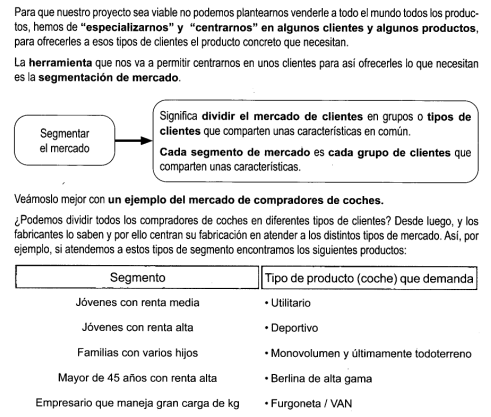 Para que nuestro proyecto sea viable no podemos plantearnos venderle a todo el mundo todos los produc-
tos, hemos de "especializarnos" y "centrarnos" en algunos clientes y algunos productos,
para ofrecerles a esos tipos de clientes el producto concreto que necesitan.
La herramienta que nos va a permitir centrarnos en unos clientes para así ofrecerles lo que necesitan
es la segmentación de mercado.
Segmentar
el mercado
Significa dividir el mercado de clientes en grupos o tipos de
clientes que comparten unas características en común.
Cada segmento de mercado es cada grupo de clientes que
comparten unas características.
Veámoslo mejor con un ejemplo del mercado de compradores de coches.
¿Podemos dividir todos los compradores de coches en diferentes tipos de clientes? Desde luego, y los
fabricantes lo saben y por ello centran su fabricación en atender a los distintos tipos de mercado. Así, por
ejemplo, si atendemos a estos tipos de segmento encontramos los siguientes productos:
Segmento Tipo de producto (coche) que demanda
Jóvenes con renta media • Utilitario
Jóvenes con renta alta • Deportivo
Familias con varios hijos • Monovolumen y últimamente todoterreno
Mayor de 45 años con renta alta • Berlina de alta gama
Empresario que maneja gran carga de kg • Furgoneta / VAN